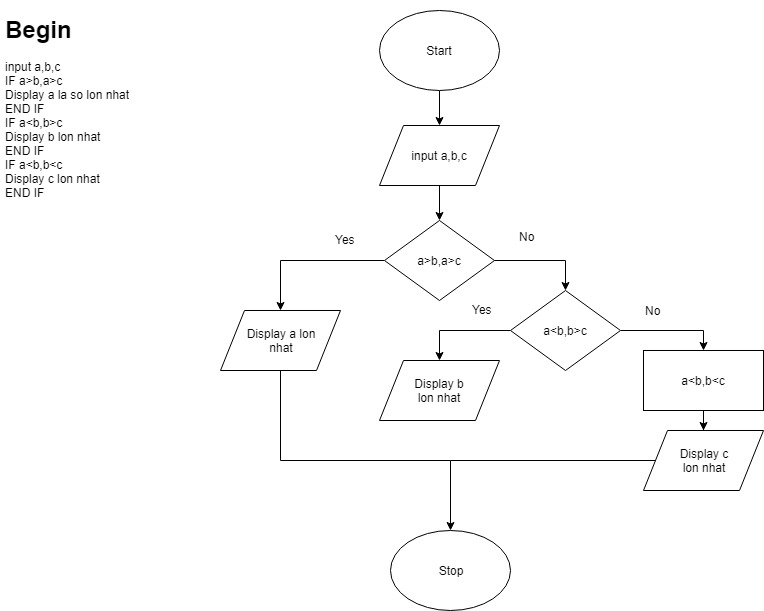 Begin
input a,b,c
IF a>b,a>c
Display a la so lon nhat
END IF
IF a<b,b>c
Display b lon nhat
END IF
IF a<b,b<c
Display c lon nhat
END IF
Start
input a,b,c
Yes
No
a>b,a>c
Display a lon
nhat
Yes
No
a<b,b>c
Display b
lon nhat
a<b,b<c
Display c
lon nhat
Stop